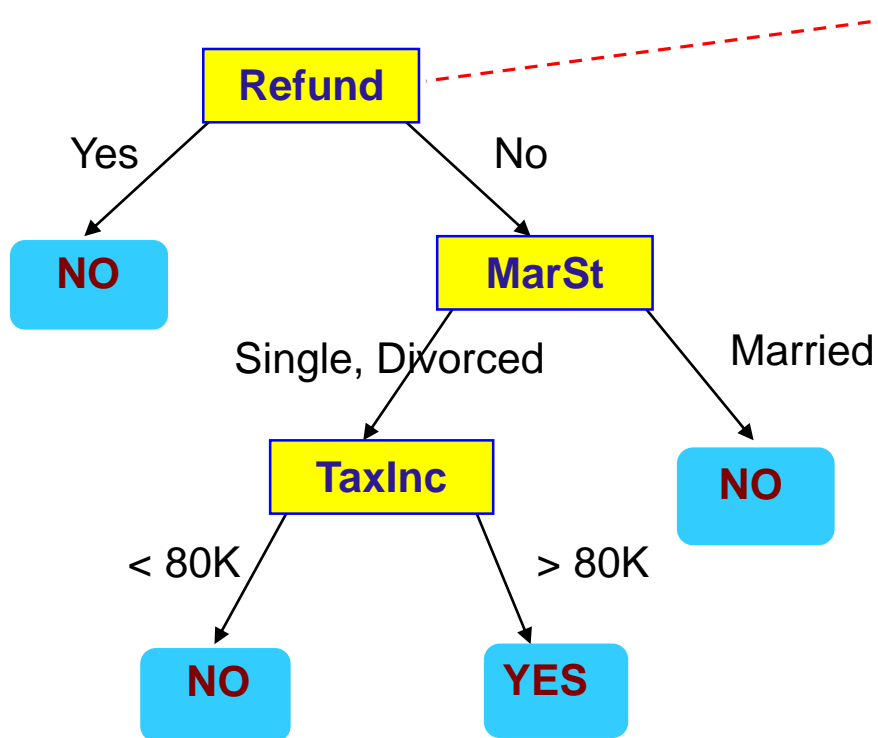 Refund
Yes
No
NO
MarSt
Single, Divorced
Married
TaxInc
NO
< 80K
> 80K
NO
YES